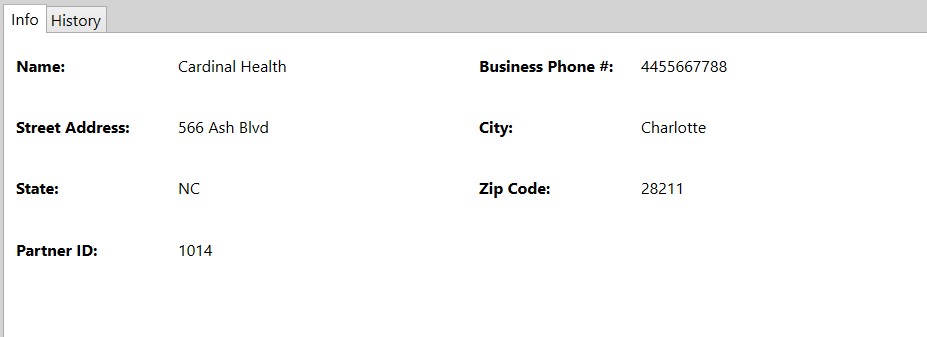 Info History
Name: Cardinal Health Business Phone #: 4455667788
Street Address: 566 Ash Blvd City: Charlotte
State: NC Zip Code: 28211
Partner ID: 1014